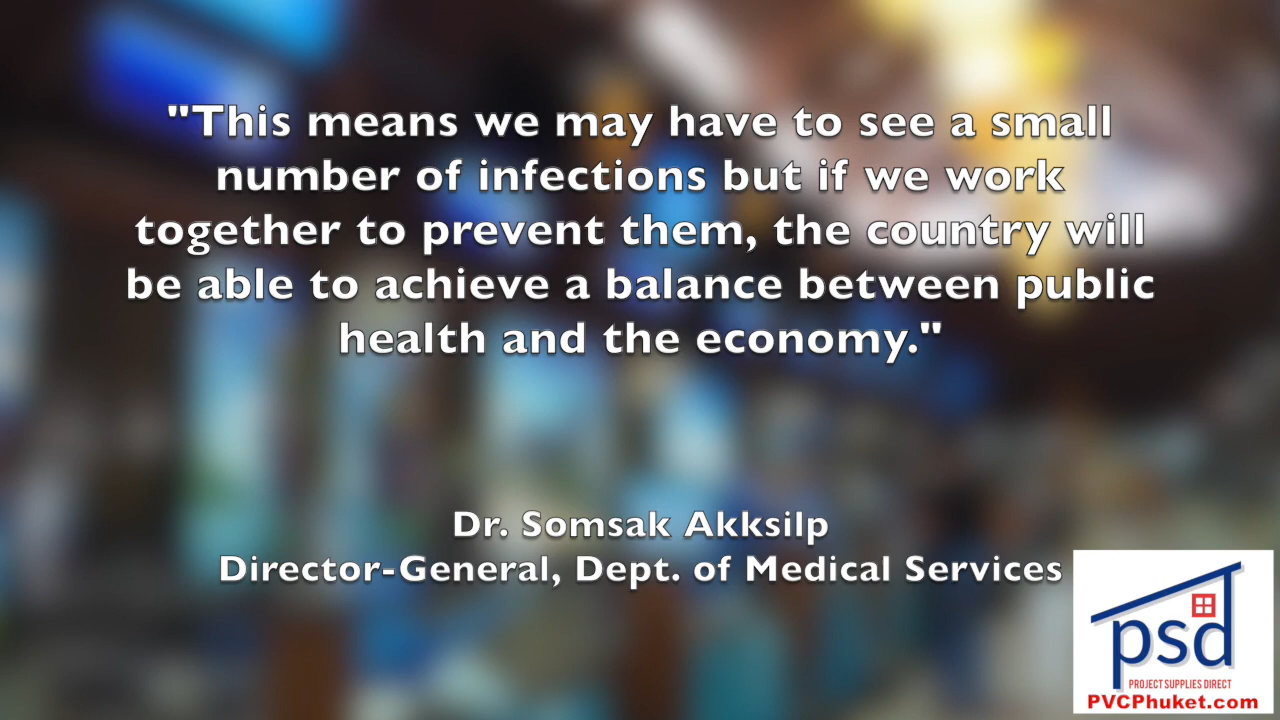 "This means we may have to see a small
number of infections but if we work
together to prevent them, the country will
be able to achieve a balance between public
health and the economy."
Dr. Somsak Akksilp
Director-General, Dept. of Medical Services
psd
PROJECT SUPPLIES DIRECT
PVCPhuket.com